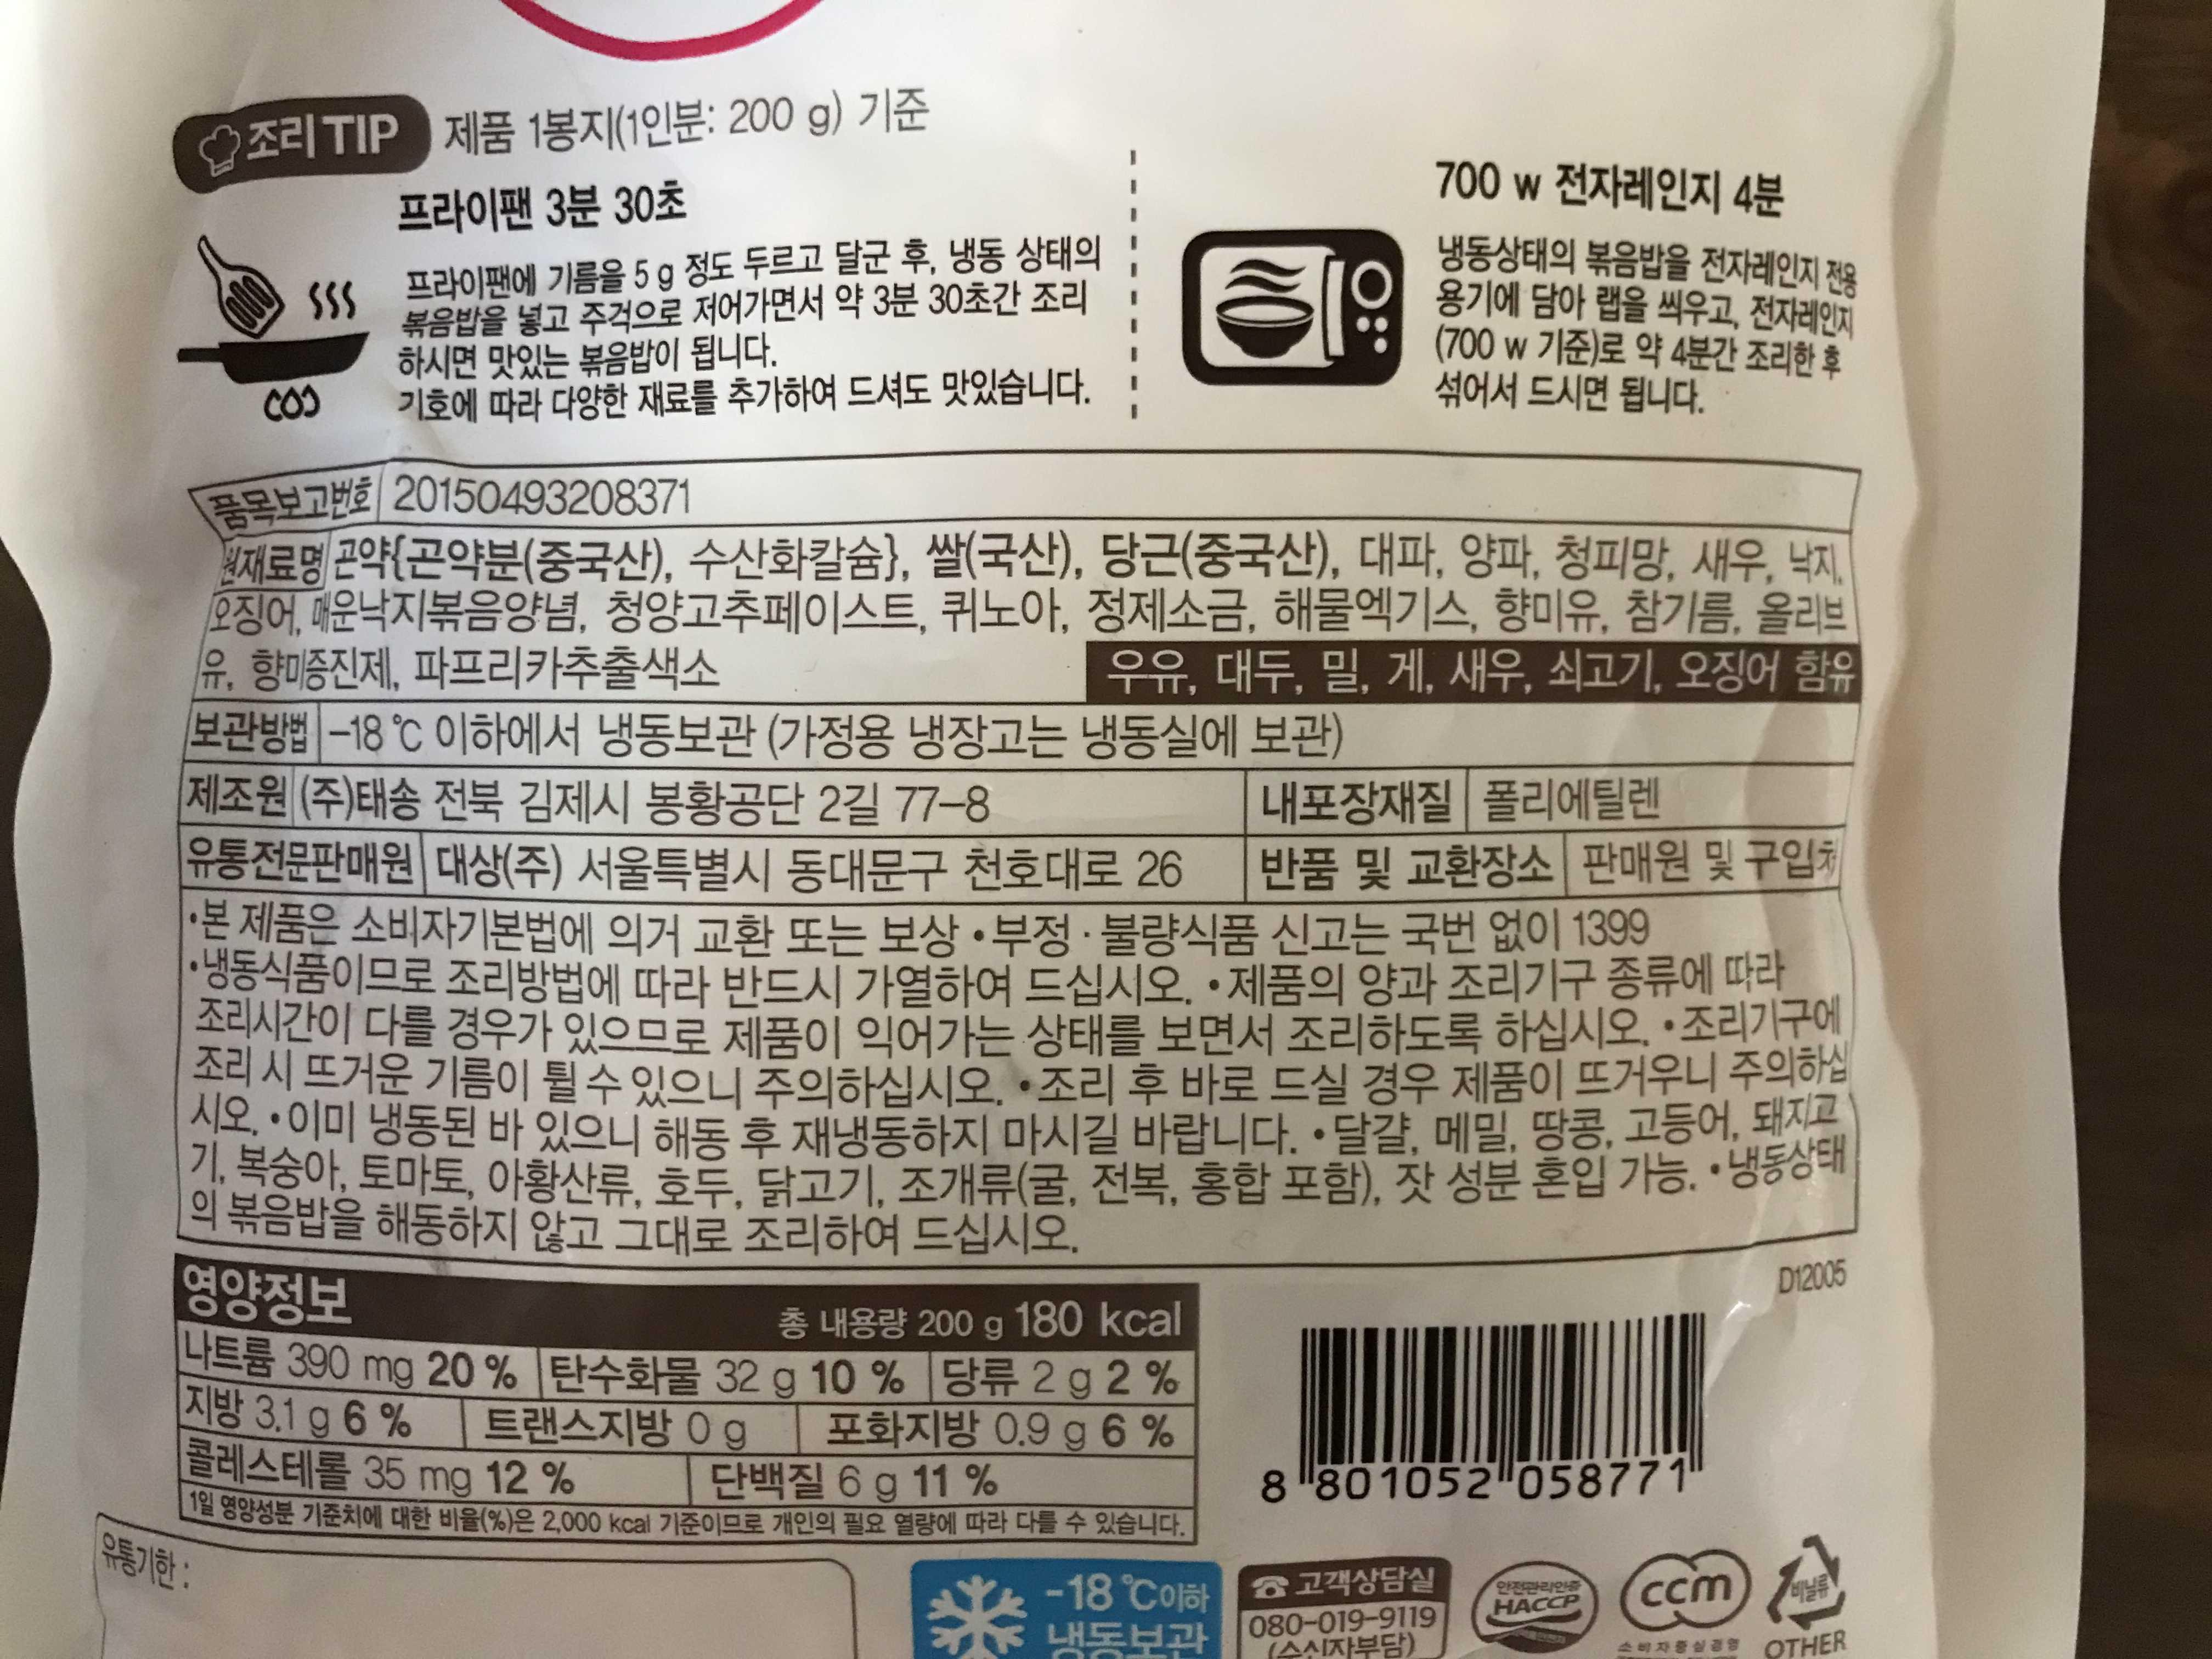 조리 TIP 제품 1봉지(1인분: 200 g) 기준
프라이팬 3분 30초
프라이팬에 기름을 5 g 정도 두르고 달군 후, 냉동 상태의
볶음밥을 넣고 주걱으로 저어가면서 약 3분 30초간 조리
하시면 맛있는 볶음밥이 됩니다.
기호에 따라 다양한 재료를 추가하여 드셔도 맛있습니다.
700 w 전자레인지 4분
냉동상태의 볶음밥을 전자레인지 전용
용기에 담아 랩을 씌우고, 전자레인지
(700 w 기준)로 약 4분간 조리한 후
섞어서 드시면 됩니다.
품목보고번호 20150493208371
원재료명 곤약{곤약분(중국산), 수산화칼슘}, 쌀(국산), 당근(중국산), 대파, 양파, 청피망, 새우, 낙지,
오징어, 매운낙지볶음양념, 청양고추페이스트, 퀴노아, 정제소금, 해물엑기스, 향미유, 참기름, 올리브
유, 향미증진제, 파프리카추출색소
우유, 대두, 밀, 게, 새우, 쇠고기, 오징어 함유
보관방법 -18 ℃ 이하에서 냉동보관 (가정용 냉장고는 냉동실에 보관)
제조원 (주)태송 전북 김제시 봉황공단 2길 77-8 내포장재질 폴리에틸렌
유통전문판매원 대상(주) 서울특별시 동대문구 천호대로 26 반품 및 교환장소 판매원 및 구입처
•본 제품은 소비자기본법에 의거 교환 또는 보상 •부정·불량식품 신고는 국번 없이 1399
•냉동식품이므로 조리방법에 따라 반드시 가열하여 드십시오. •제품의 양과 조리기구 종류에 따라
조리시간이 다를 경우가 있으므로 제품이 익어가는 상태를 보면서 조리하도록 하십시오. •조리기구에
조리 시 뜨거운 기름이 튈 수 있으니 주의하십시오. •조리 후 바로 드실 경우 제품이 뜨거우니 주의하십
시오. •이미 냉동된 바 있으니 해동 후 재냉동하지 마시길 바랍니다. •달걀, 메밀, 땅콩, 고등어, 돼지고
기, 복숭아, 토마토, 아황산류, 호두, 닭고기, 조개류(굴, 전복, 홍합 포함), 잣 성분 혼입 가능. •냉동상태
의 볶음밥을 해동하지 않고 그대로 조리하여 드십시오.
D12005
영양정보 총 내용량 200 g 180 kcal
나트륨 390 mg 20 % 탄수화물 32 g 10 % 당류 2 g 2 %
지방 3.1 g 6 % 트랜스지방 0 g 포화지방 0.9 g 6 %
콜레스테롤 35 mg 12 % 단백질 6 g 11 %
1일 영양성분 기준치에 대한 비율(%)은 2,000 kcal 기준이므로 개인의 필요 열량에 따라 다를 수 있습니다.
8 801052 058771
유통기한 :
-18 ℃이하
냉동보관
고객상담실
080-019-9119
(수신자부담)
안전관리인증
HACCP
ccm
소비자중심경영
비닐류
OTHER